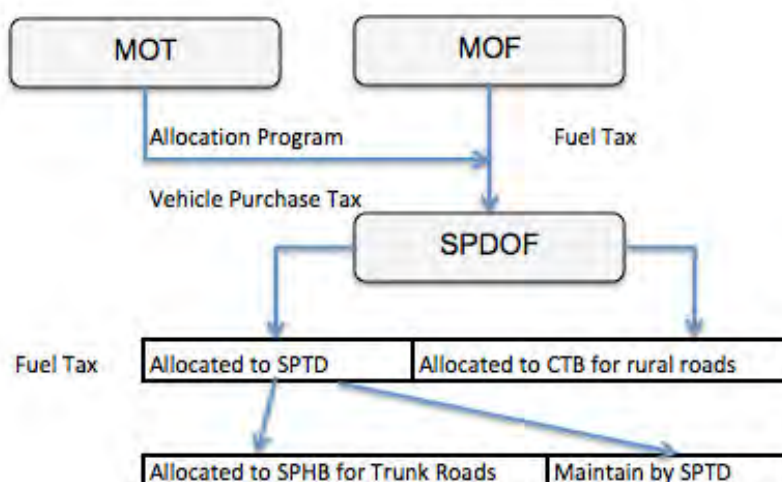 MOT
MOF
Allocation Program
Fuel Tax
Vehicle Purchase Tax
SPDOF
Fuel Tax
Allocated to SPTD
Allocated to CTB for rural roads
Allocated to SPHB for Trunk Roads
Maintain by SPTD